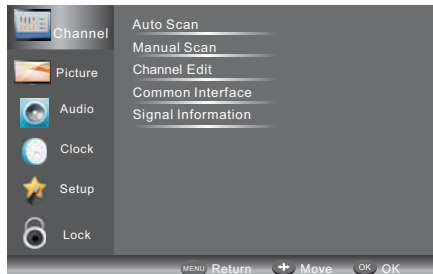 Channel
Picture
Audio
Clock
Setup
Lock
Auto Scan
Manual Scan
Channel Edit
Common Interface
Signal Information
MENU Return Move OK OK